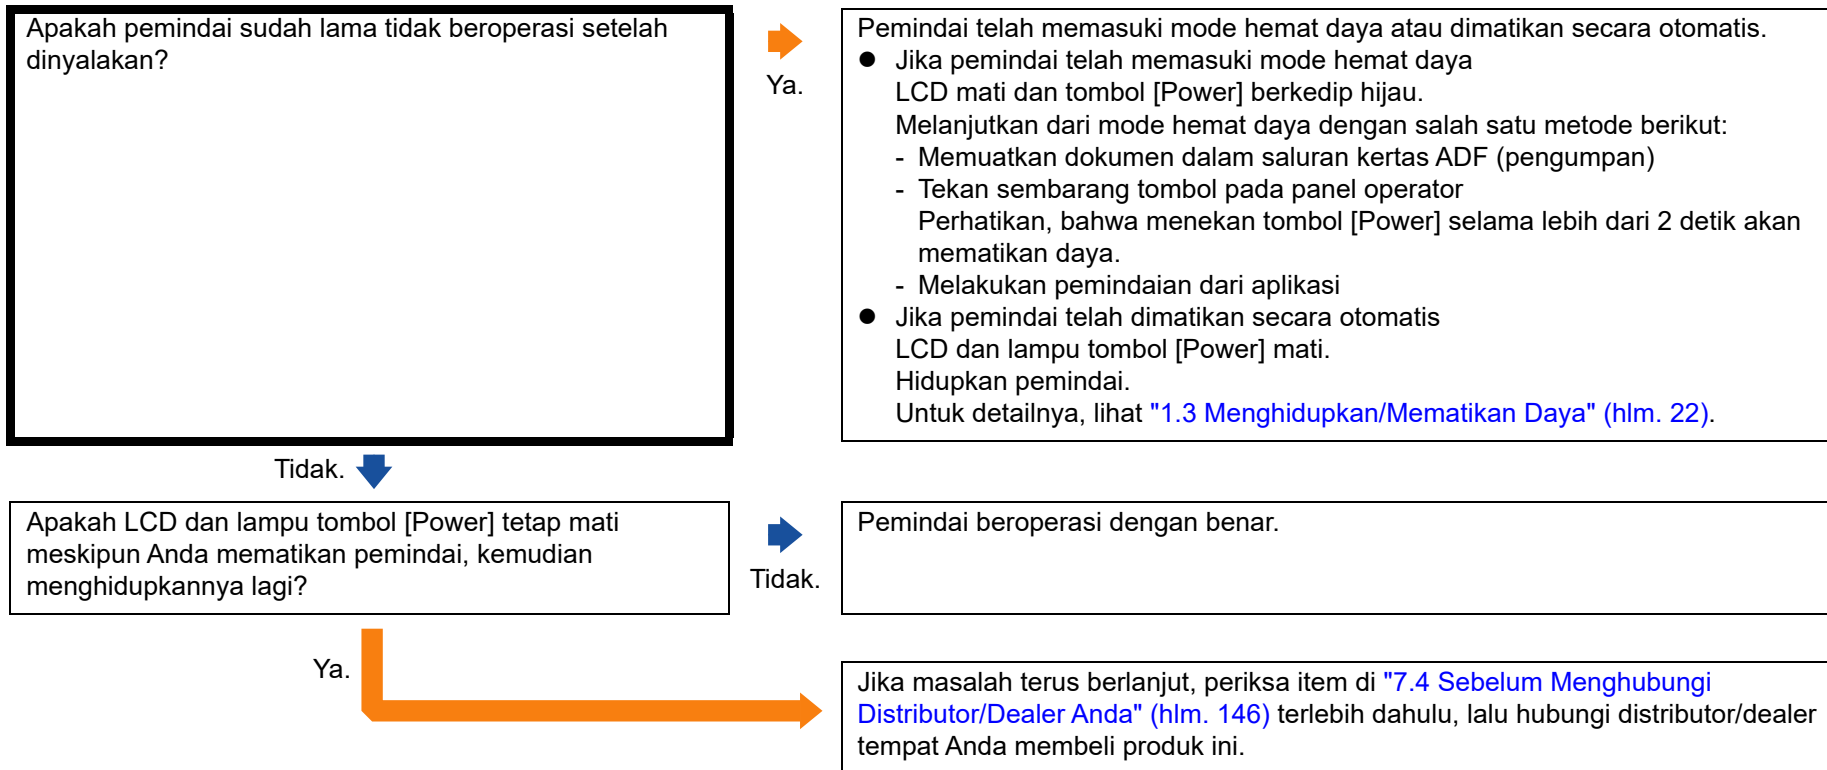 Apakah pemindai sudah lama tidak beroperasi setelah
dinyalakan?
Ya.
Pemindai telah memasuki mode hemat daya atau dimatikan secara otomatis.
● Jika pemindai telah memasuki mode hemat daya
LCD mati dan tombol [Power] berkedip hijau.
Melanjutkan dari mode hemat daya dengan salah satu metode berikut:
- Memuatkan dokumen dalam saluran kertas ADF (pengumpan)
- Tekan sembarang tombol pada panel operator
Perhatikan, bahwa menekan tombol [Power] selama lebih dari 2 detik akan
mematikan daya.
- Melakukan pemindaian dari aplikasi
● Jika pemindai telah dimatikan secara otomatis
LCD dan lampu tombol [Power] mati.
Hidupkan pemindai.
Untuk detailnya, lihat "1.3 Menghidupkan/Mematikan Daya" (hlm. 22).
Tidak.
Apakah LCD dan lampu tombol [Power] tetap mati
meskipun Anda mematikan pemindai, kemudian
menghidupkannya lagi?
Tidak.
Pemindai beroperasi dengan benar.
Ya.
Jika masalah terus berlanjut, periksa item di "7.4 Sebelum Menghubungi
Distributor/Dealer Anda" (hlm. 146) terlebih dahulu, lalu hubungi distributor/dealer
tempat Anda membeli produk ini.